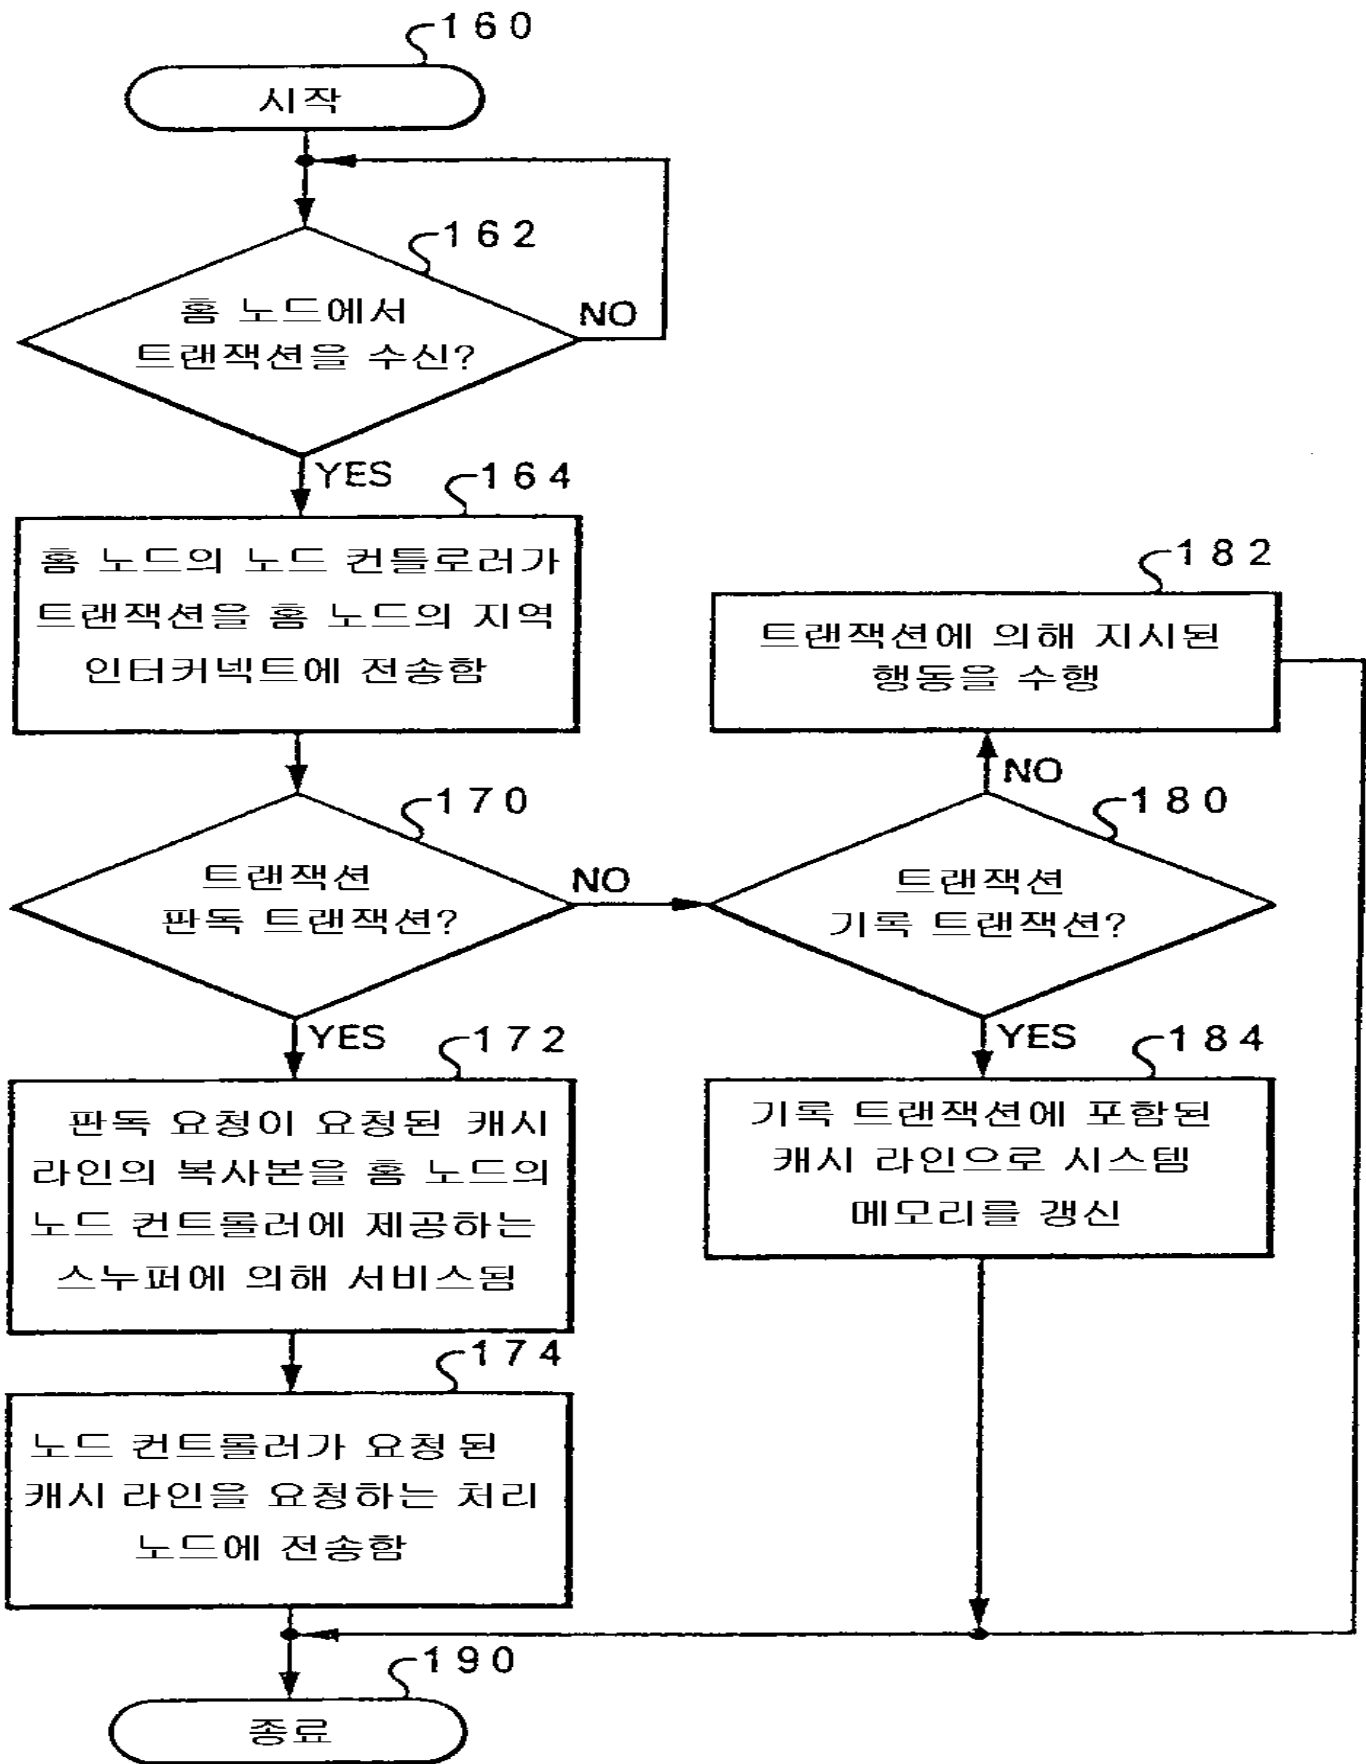 160
시작
162
홈 노드에서
트랜잭션을 수신?
NO
YES
164
홈 노드의 노드 컨틀로러가
트랜잭션을 홈 노드의 지역
인터커넥트에 전송함
182
트랜잭션에 의해 지시된
행동을 수행
NO
170
트랜잭션
판독 트랜잭션?
NO
180
트랜잭션
기록 트랜잭션?
YES
172
판독 요청이 요청된 캐시
라인의 복사본을 홈 노드의
노드 컨트롤러에 제공하는
스누퍼에 의해 서비스됨
YES
184
기록 트랜잭션에 포함된
캐시 라인으로 시스템
메모리를 갱신
174
노드 컨트롤러가 요청된
캐시 라인을 요청하는 처리
노드에 전송함
190
종료